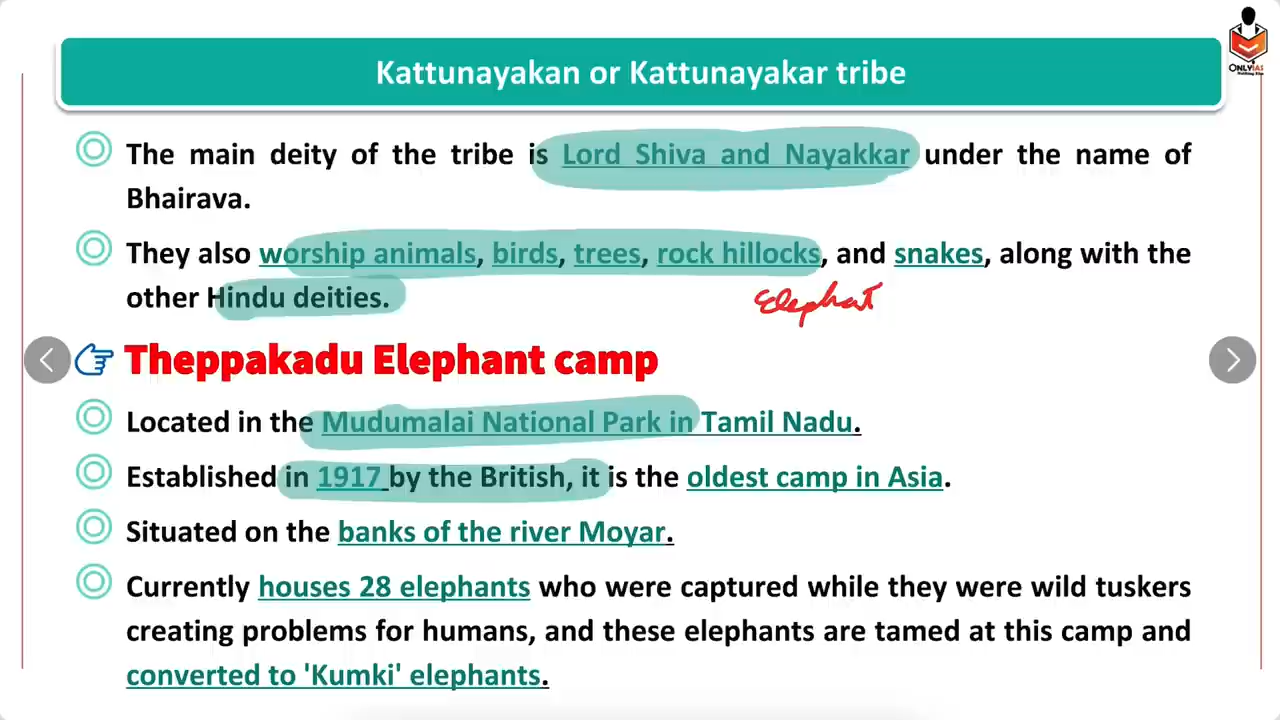 Kattunayakan or Kattunayakar tribe
ONLYIAS
The main deity of the tribe is Lord Shiva and Nayakkar under the name of
Bhairava.
They also worship animals, birds, trees, rock hillocks, and snakes, along with the
other Hindu deities.
Elephat
Theppakadu Elephant camp
Located in the Mudumalai National Park in Tamil Nadu.
Established in 1917 by the British, it is the oldest camp in Asia.
Situated on the banks of the river Moyar.
Currently houses 28 elephants who were captured while they were wild tuskers
creating problems for humans, and these elephants are tamed at this camp and
converted to 'Kumki' elephants.